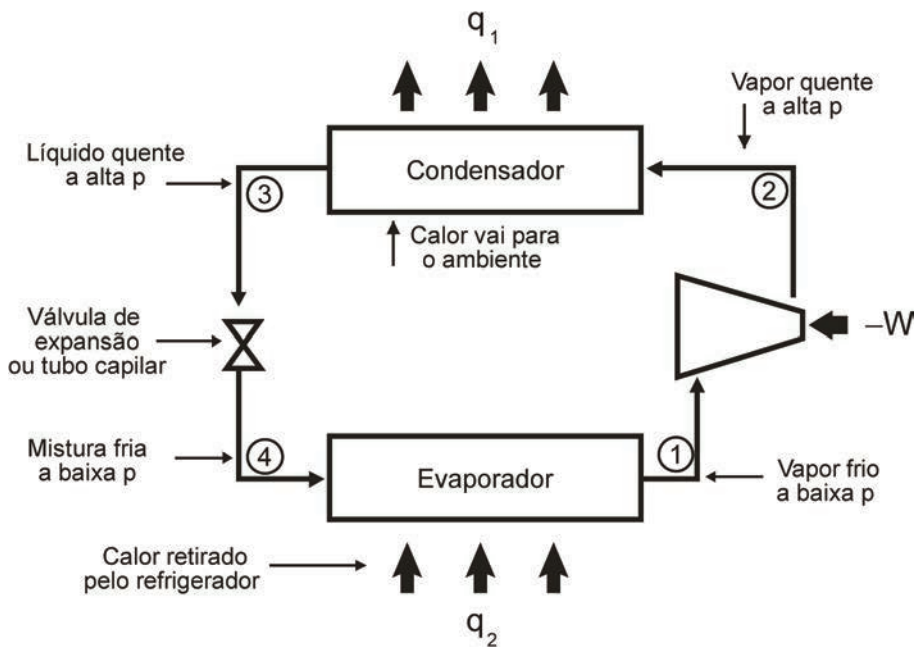 q₁
Vapor quente
a alta p
Líquido quente
a alta p
Condensador
3
2
Calor vai para
o ambiente
Válvula de
expansão
ou tubo capilar
–W
Mistura fria
a baixa p
4
Evaporador
1
Vapor frio
a baixa p
Calor retirado
pelo refrigerador
q₂